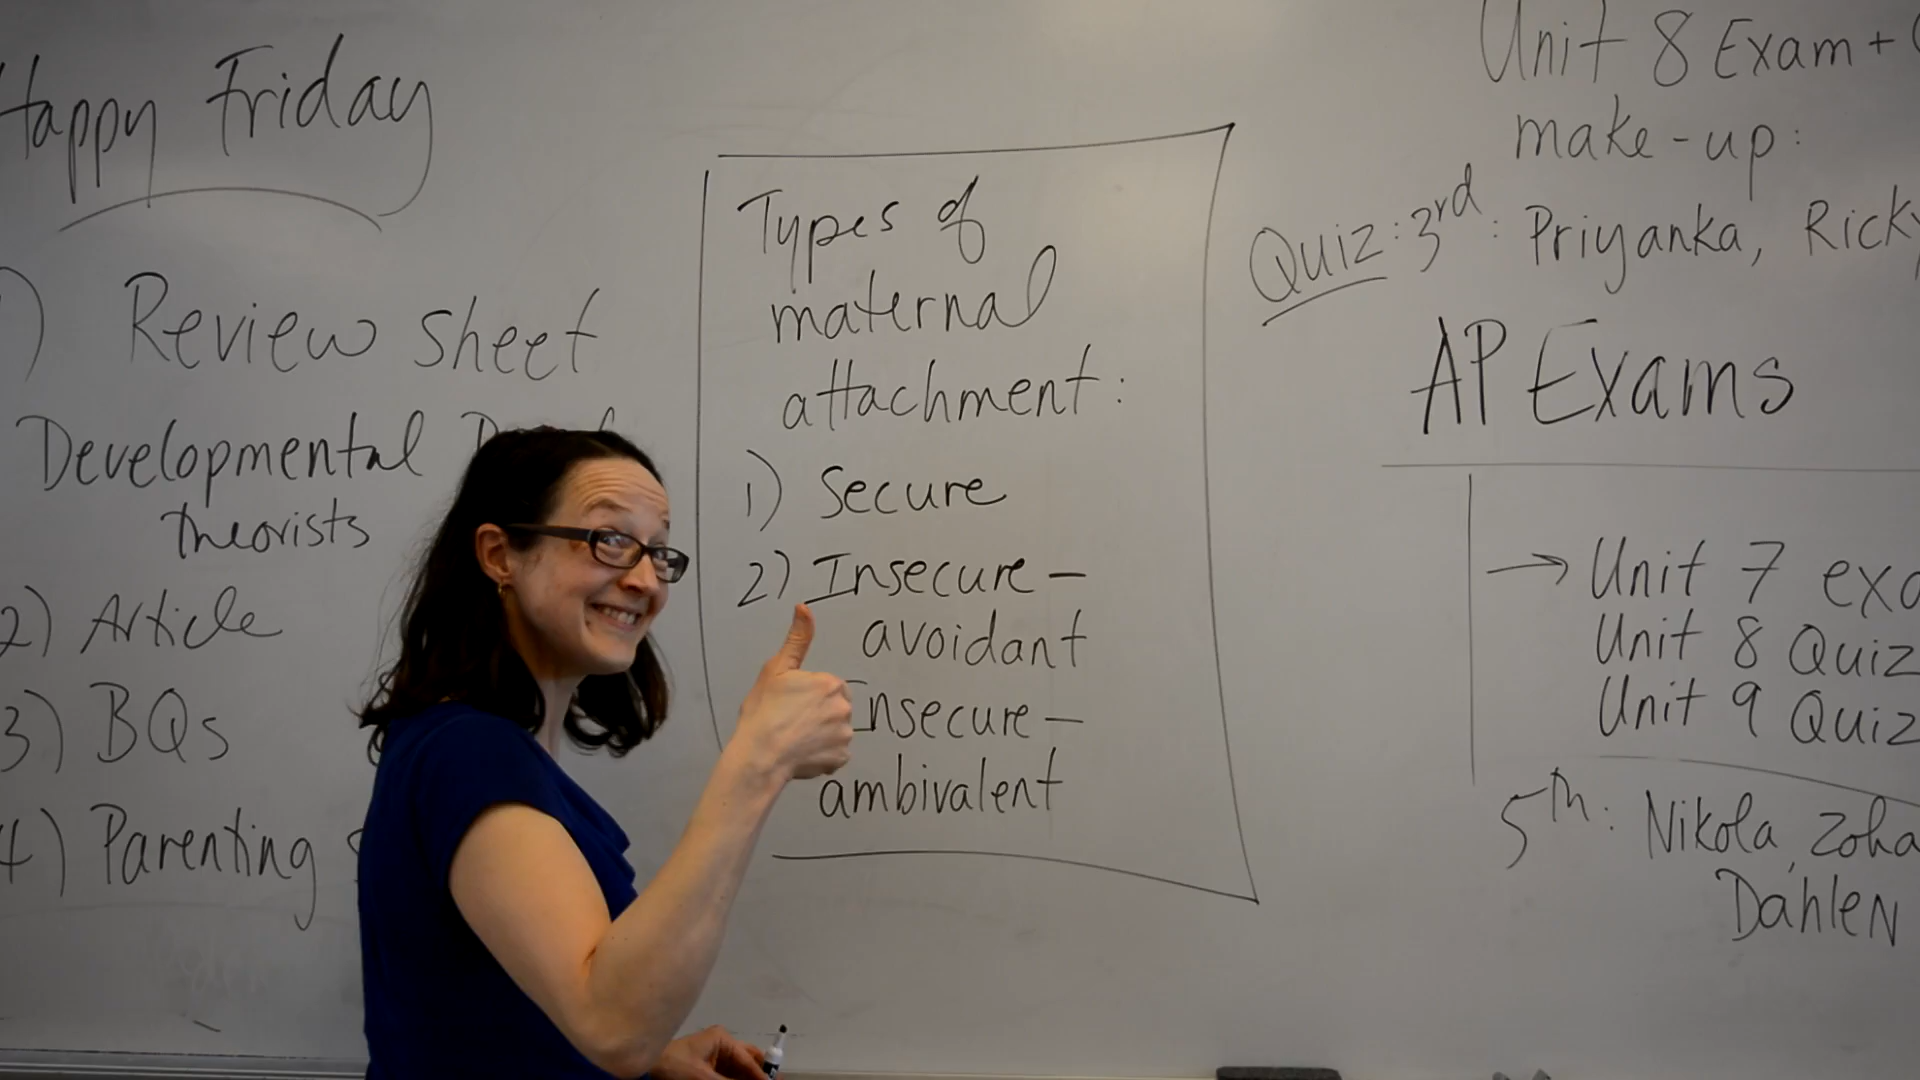 Happy Friday
1) Review sheet
Developmental
theorists
2) Article
3) BQs
4) Parenting
Types of
maternal
attachment:
1) Secure
2) Insecure-
avoidant
Insecure-
ambivalent
Unit 8 Exam +
make-up:
Quiz: 3rd: Priyanka, Ricky
AP Exams
→ Unit 7
Unit 8 Quiz
Unit 9 Quiz
5th: Nikola,
Dahlen